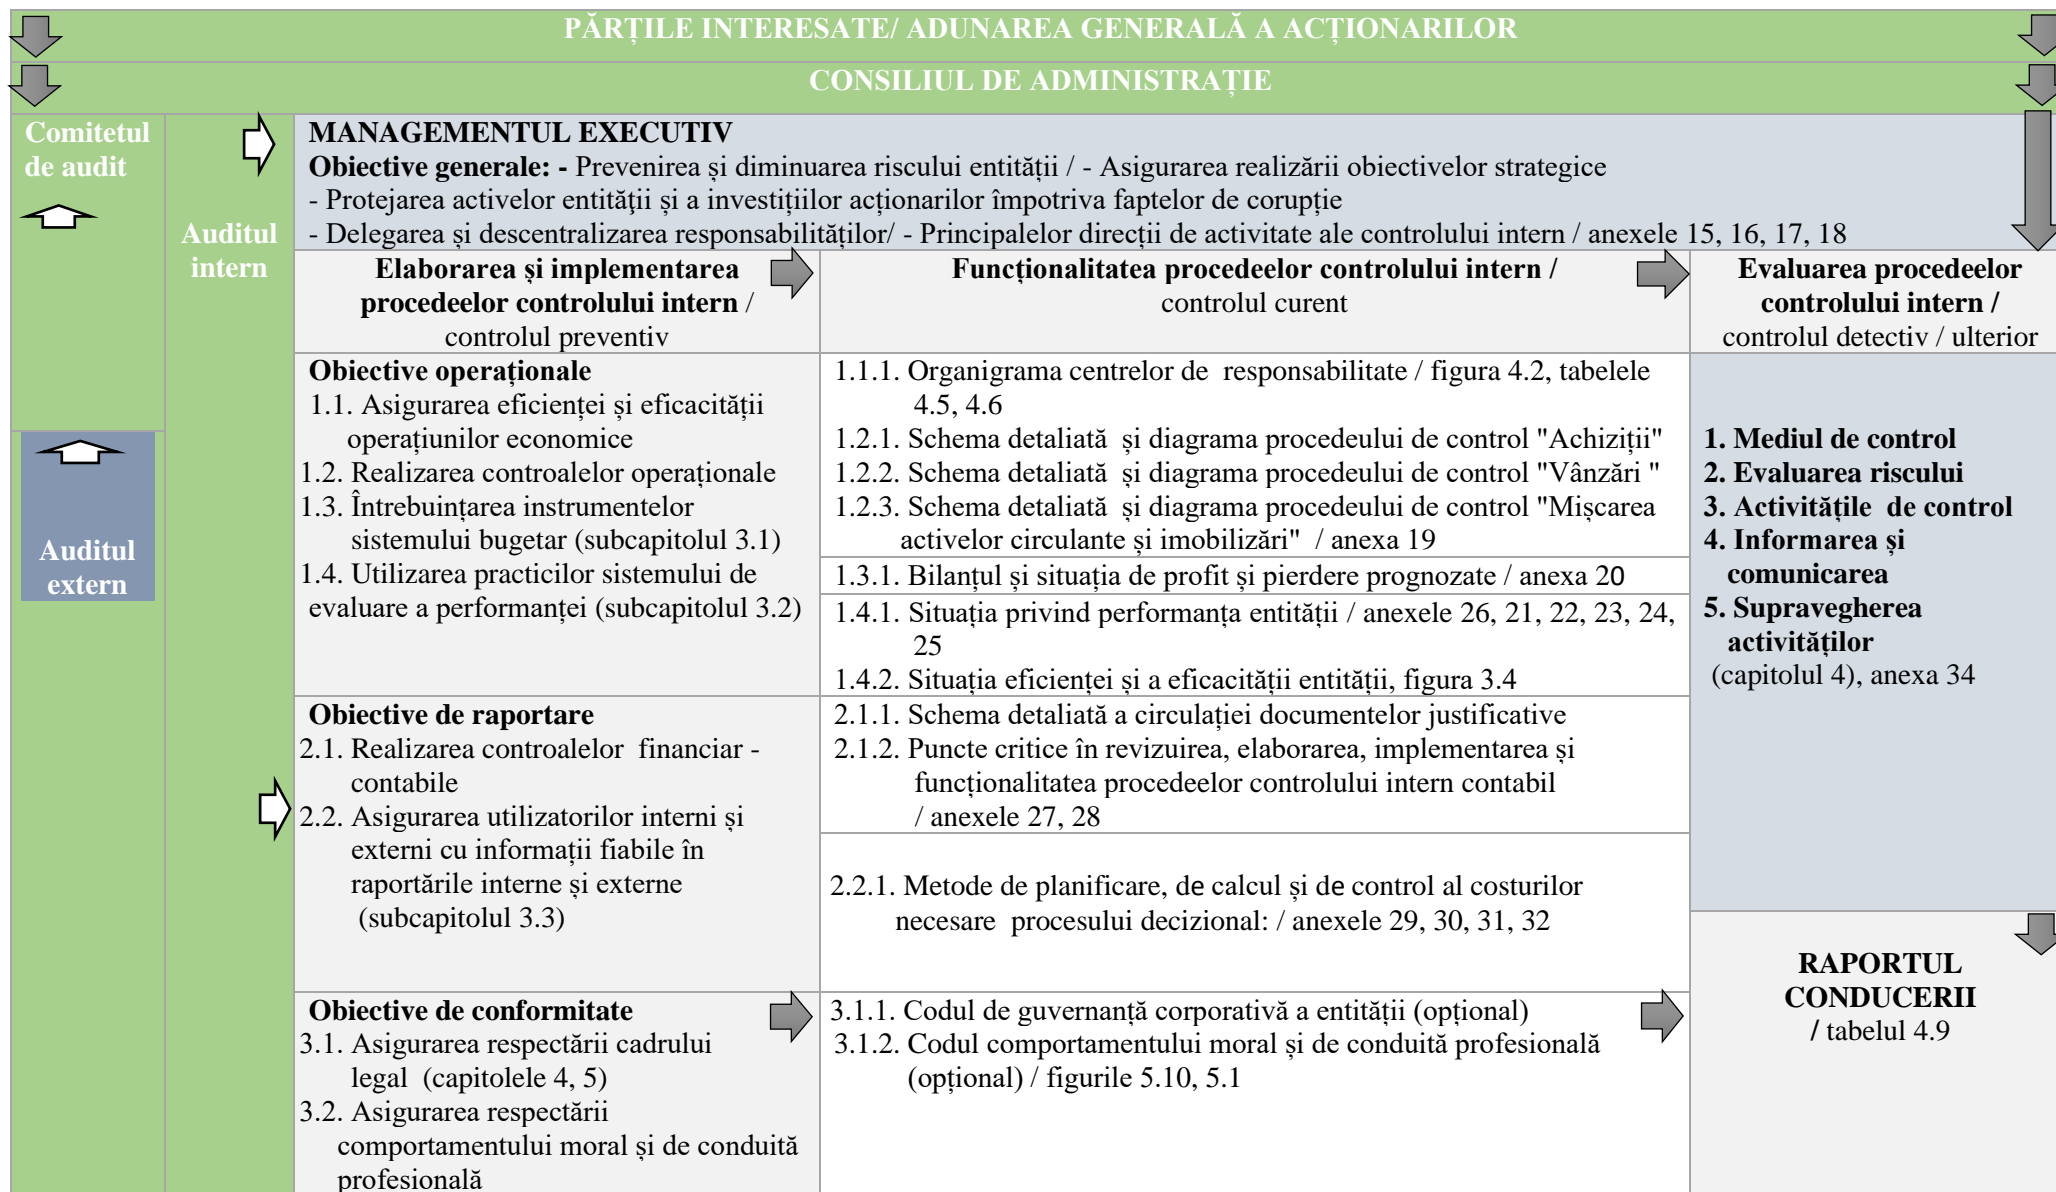 PĂRȚILE INTERESATE/ ADUNAREA GENERALĂ A ACȚIONARILOR
CONSILIUL DE ADMINISTRAȚIE
Comitetul
de audit
Auditul
extern
Auditul
intern
MANAGEMENTUL EXECUTIV
Obiective generale: - Prevenirea și diminuarea riscului entității / - Asigurarea realizării obiectivelor strategice
- Protejarea activelor entităţii și a investițiilor acționarilor împotriva faptelor de corupție
- Delegarea și descentralizarea responsabilităților/ - Principalelor direcții de activitate ale controlului intern / anexele 15, 16, 17, 18
Elaborarea și implementarea
procedeelor controlului intern /
controlul preventiv
Funcționalitatea procedeelor controlului intern /
controlul curent
Evaluarea procedeelor
controlului intern /
controlul detectiv / ulterior
Obiective operaționale
1.1. Asigurarea eficienței și eficacității
operațiunilor economice
1.2. Realizarea controalelor operaționale
1.3. Întrebuințarea instrumentelor
sistemului bugetar (subcapitolul 3.1)
1.4. Utilizarea practicilor sistemului de
evaluare a performanței (subcapitolul 3.2)
1.1.1. Organigrama centrelor de responsabilitate / figura 4.2, tabelele
4.5, 4.6
1.2.1. Schema detaliată și diagrama procedeului de control "Achiziții"
1.2.2. Schema detaliată și diagrama procedeului de control "Vânzări "
1.2.3. Schema detaliată și diagrama procedeului de control "Mișcarea
activelor circulante și imobilizări" / anexa 19
1.3.1. Bilanțul și situația de profit și pierdere prognozate / anexa 20
1.4.1. Situația privind performanța entității / anexele 26, 21, 22, 23, 24,
25
1.4.2. Situația eficienței și a eficacității entității, figura 3.4
1. Mediul de control
2. Evaluarea riscului
3. Activitățile de control
4. Informarea și
comunicarea
5. Supravegherea
activităților
(capitolul 4), anexa 34
Obiective de raportare
2.1. Realizarea controalelor financiar -
contabile
2.2. Asigurarea utilizatorilor interni și
externi cu informații fiabile în
raportările interne și externe
(subcapitolul 3.3)
2.1.1. Schema detaliată a circulației documentelor justificative
2.1.2. Puncte critice în revizuirea, elaborarea, implementarea și
funcționalitatea procedeelor controlului intern contabil
/ anexele 27, 28
2.2.1. Metode de planificare, de calcul și de control al costurilor
necesare procesului decizional: / anexele 29, 30, 31, 32
Obiective de conformitate
3.1. Asigurarea respectării cadrului
legal (capitolele 4, 5)
3.2. Asigurarea respectării
comportamentului moral și de conduită
profesională
3.1.1. Codul de guvernanță corporativă a entității (opțional)
3.1.2. Codul comportamentului moral și de conduită profesională
(opțional) / figurile 5.10, 5.1
RAPORTUL
CONDUCERII
/ tabelul 4.9